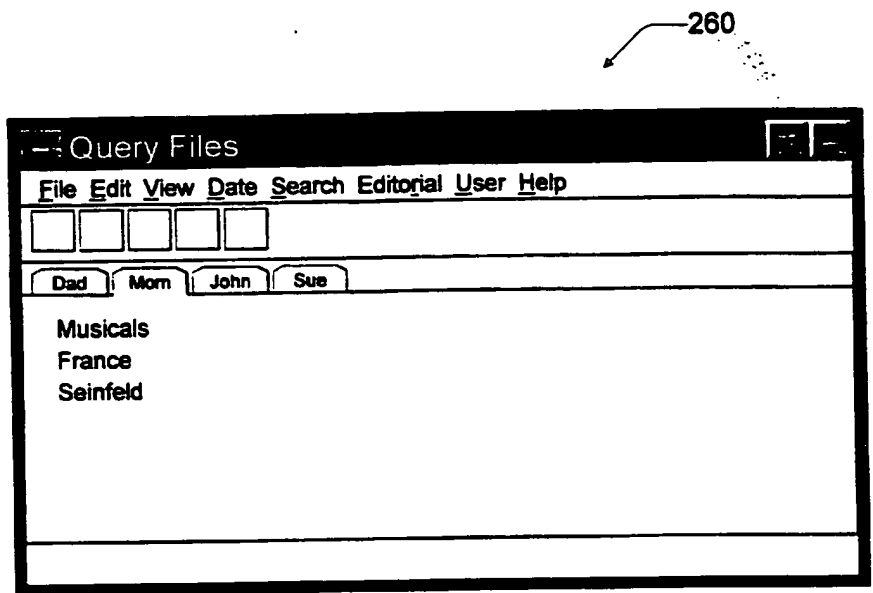 260
Query Files
File Edit View Date Search Editorial User Help
Dad Mom John Sue
Musicals
France
Seinfeld